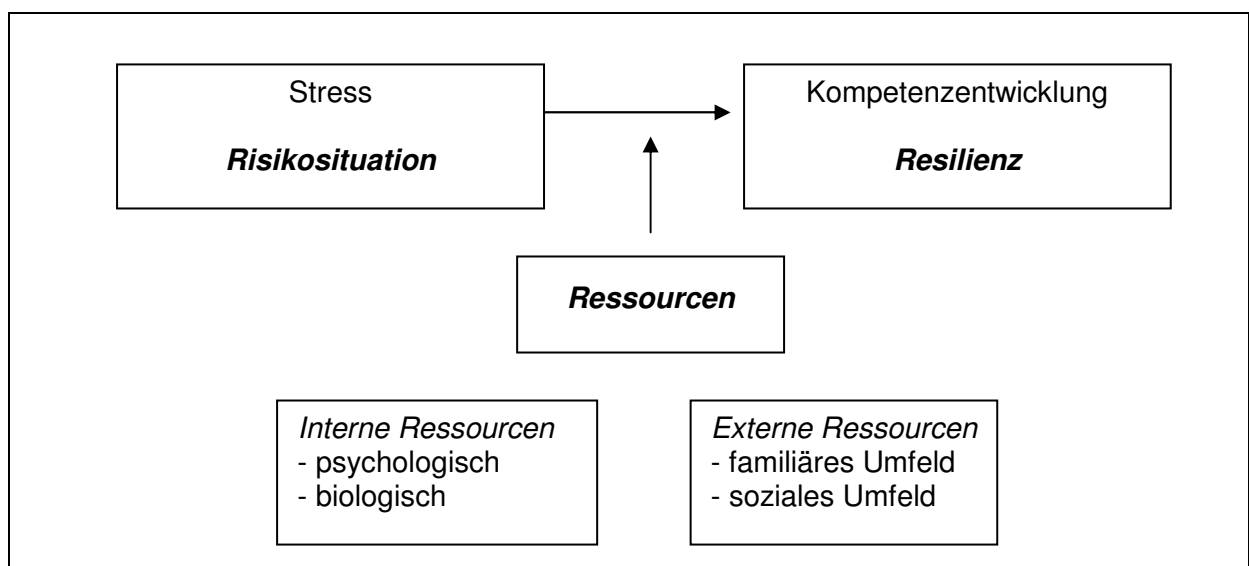 Stress
Risikosituation
Kompetenzentwicklung
Resilienz
Ressourcen
Interne Ressourcen
- psychologisch
- biologisch
Externe Ressourcen
- familiäres Umfeld
- soziales Umfeld